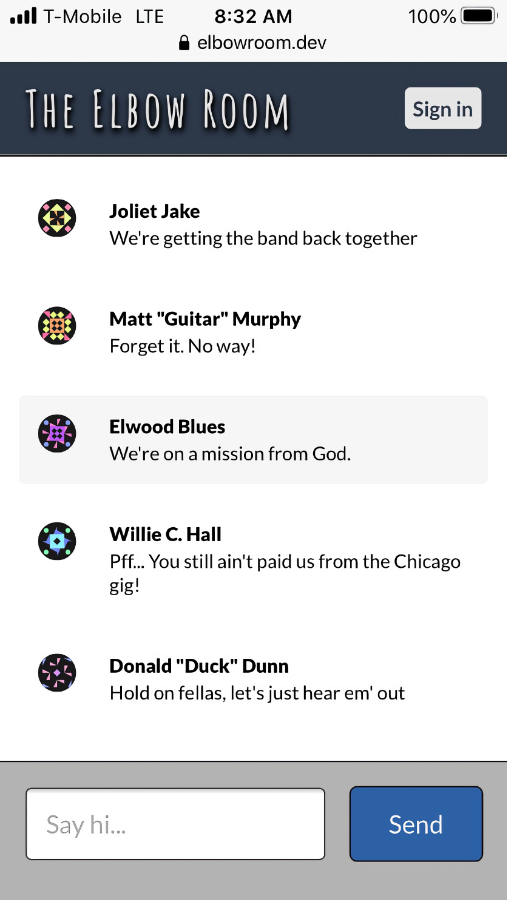 T-Mobile LTE 8:32 AM 100%
elbowroom.dev
The Elbow Room Sign in
Joliet Jake
We're getting the band back together
Matt "Guitar" Murphy
Forget it. No way!
Elwood Blues
We're on a mission from God.
Willie C. Hall
Pff... You still ain't paid us from the Chicago
gig!
Donald "Duck" Dunn
Hold on fellas, let's just hear em' out
Say hi... Send